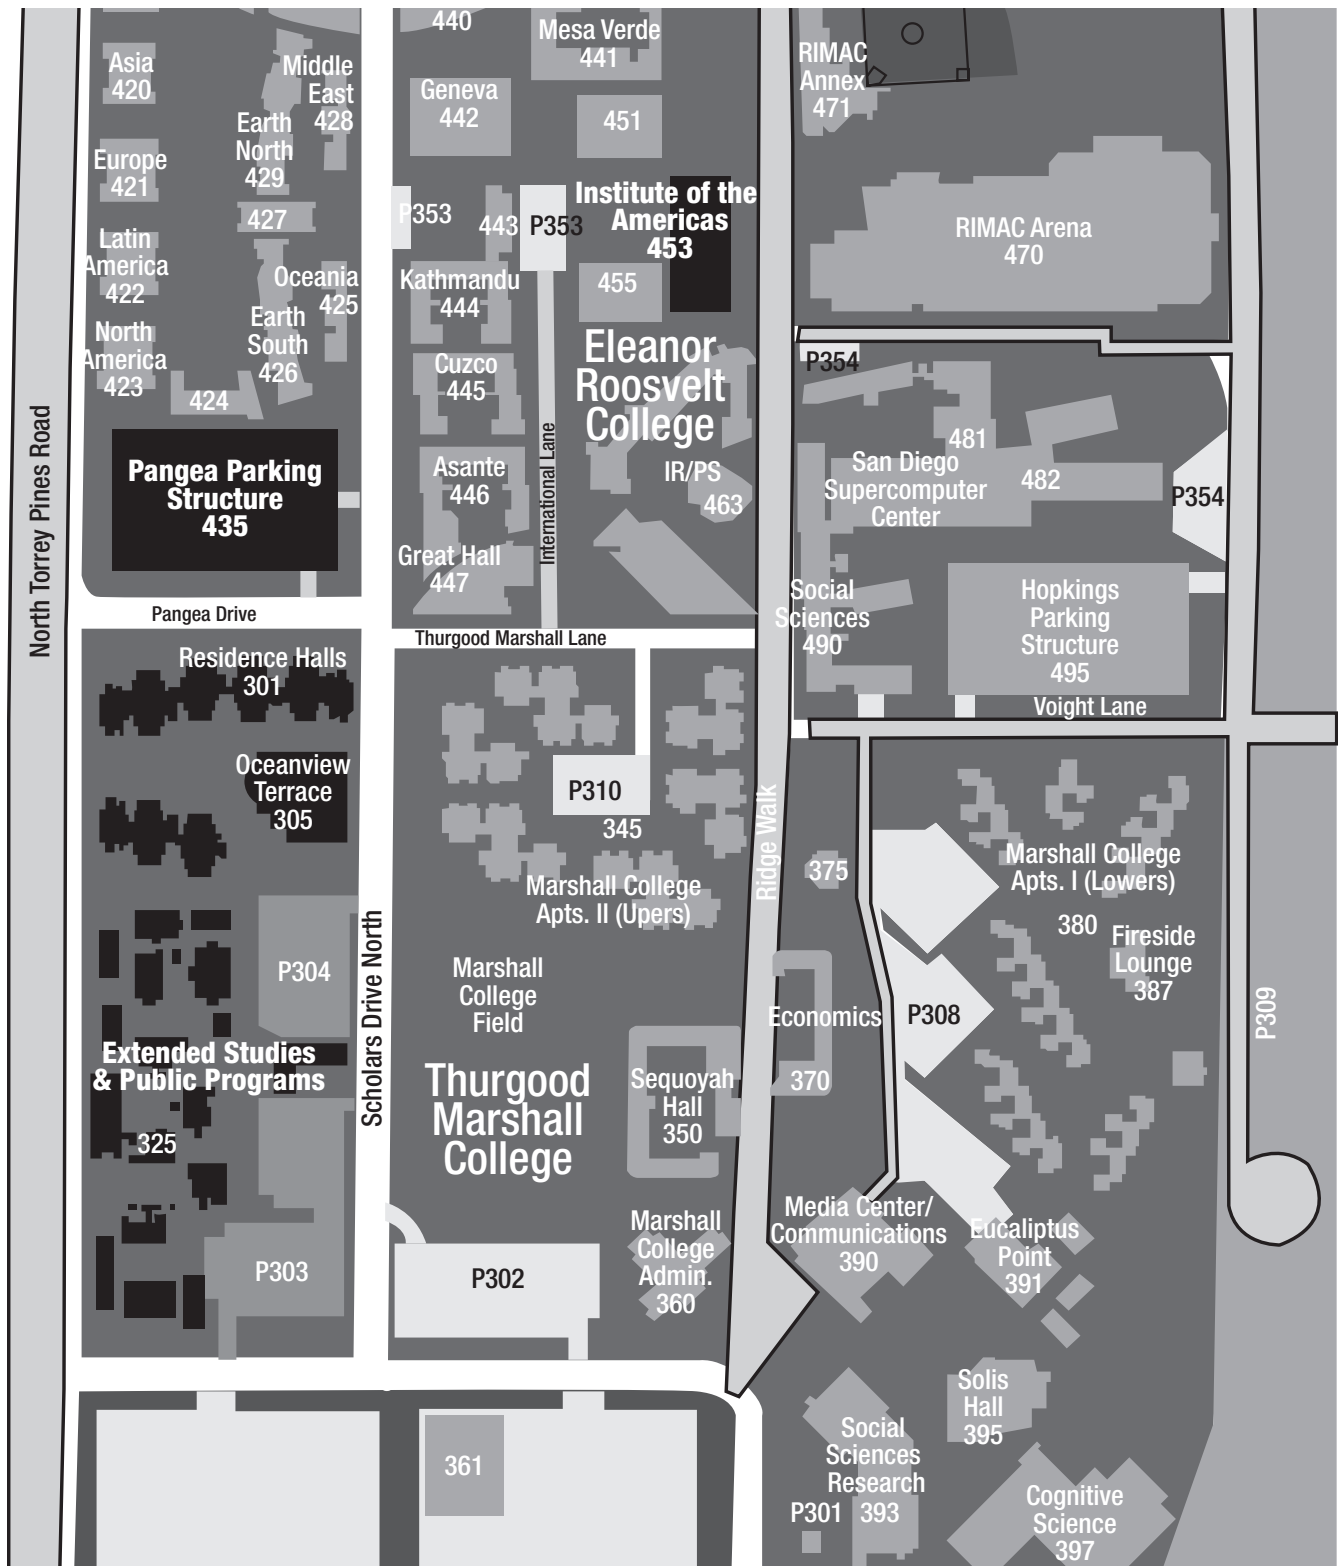 440
Mesa Verde
441
RIMAC
Annex
471
Asia
420
Middle
East
428
Geneva
442
451
Earth
North
429
Europe
421
427
P353
443
P353
Institute of the
Americas
453
RIMAC Arena
470
Latin
America
422
Oceania
425
Kathmandu
444
455
Earth
South
426
North
America
423
424
Cuzco
445
Eleanor
Roosvelt
College
P354
481
North Torrey Pines Road
Pangea Parking
Structure
435
Asante
446
International Lane
IR/PS
463
San Diego
Supercomputer
Center
482
P354
Great Hall
447
Social
Sciences
490
Hopkings
Parking
Structure
495
Pangea Drive
Thurgood Marshall Lane
Residence Halls
301
Voight Lane
Oceanview
Terrace
305
P310
345
Ridge Walk
Marshall College
Apts. II (Upers)
375
Marshall College
Apts. I (Lowers)
380
Fireside
Lounge
387
P304
Scholars Drive North
Marshall
College
Field
Economics
370
P308
P309
Extended Studies
& Public Programs
325
Thurgood
Marshall
College
Sequoyah
Hall
350
P303
P302
Marshall
College
Admin.
360
Media Center/
Communications
390
Eucaliptus
Point
391
Solis
Hall
395
361
Social
Sciences
Research
393
P301
Cognitive
Science
397